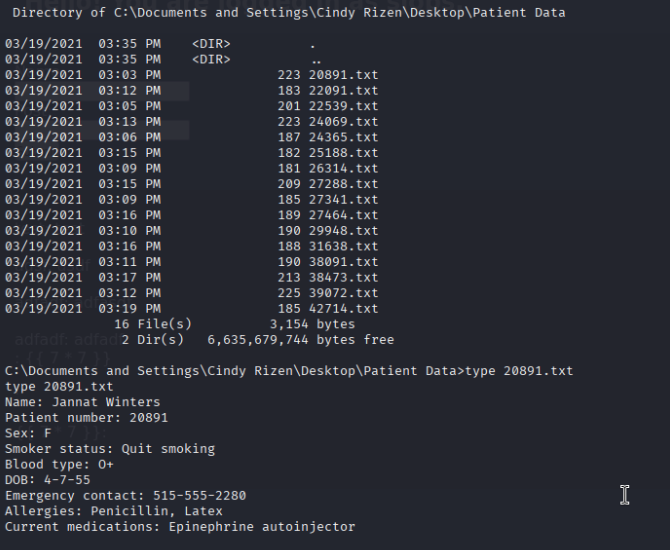 Directory of C:\Documents and Settings\Cindy Rizen\Desktop\Patient Data
03/19/2021  03:35 PM    <DIR>          .
03/19/2021  03:35 PM    <DIR>          ..
03/19/2021  03:03 PM               223 20891.txt
03/19/2021  03:12 PM               183 22091.txt
03/19/2021  03:05 PM               201 22539.txt
03/19/2021  03:13 PM               223 24069.txt
03/19/2021  03:06 PM               187 24365.txt
03/19/2021  03:15 PM               182 25188.txt
03/19/2021  03:09 PM               181 26314.txt
03/19/2021  03:15 PM               209 27288.txt
03/19/2021  03:09 PM               185 27341.txt
03/19/2021  03:16 PM               189 27464.txt
03/19/2021  03:10 PM               190 29948.txt
03/19/2021  03:16 PM               188 31638.txt
03/19/2021  03:11 PM               190 38091.txt
03/19/2021  03:17 PM               213 38473.txt
03/19/2021  03:12 PM               225 39072.txt
03/19/2021  03:19 PM               185 42714.txt
16 File(s)          3,154 bytes
2 Dir(s)   6,635,679,744 bytes free
C:\Documents and Settings\Cindy Rizen\Desktop\Patient Data>type 20891.txt
type 20891.txt
Name: Jannat Winters
Patient number: 20891
Sex: F
Smoker status: Quit smoking
Blood type: O+
DOB: 4-7-55
Emergency contact: 515-555-2280
Allergies: Penicillin, Latex
Current medications: Epinephrine autoinjector